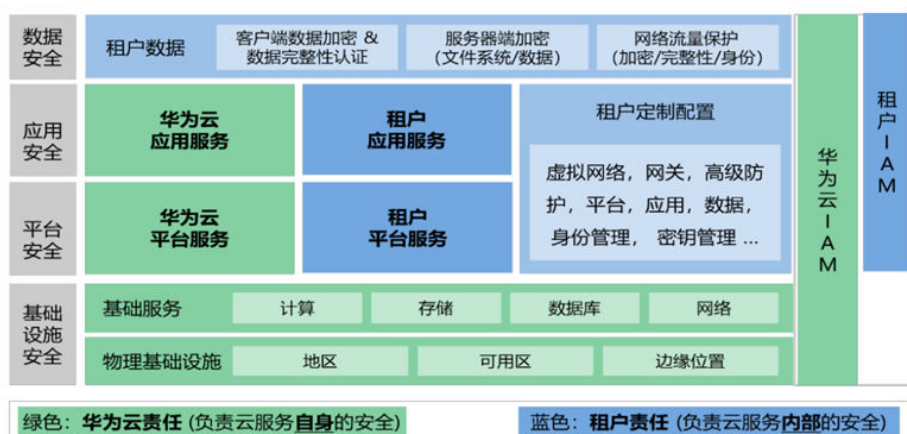 数据
安全
租户数据
客户端数据加密 &
数据完整性认证
服务器端加密
(文件系统/数据)
网络流量保护
(加密/完整性/身份)
应用
安全
华为云
应用服务
租户
应用服务
租户定制配置
虚拟网络，网关，高级防
护，平台，应用，数据，
身份管理， 密钥管理 ...
平台
安全
华为云
平台服务
租户
平台服务
基础
设施
安全
基础服务
计算
存储
数据库
网络
物理基础设施
地区
可用区
边缘位置
华为云IAM
租户IAM
绿色：华为云责任 (负责云服务自身的安全)
蓝色：租户责任 (负责云服务内部的安全)